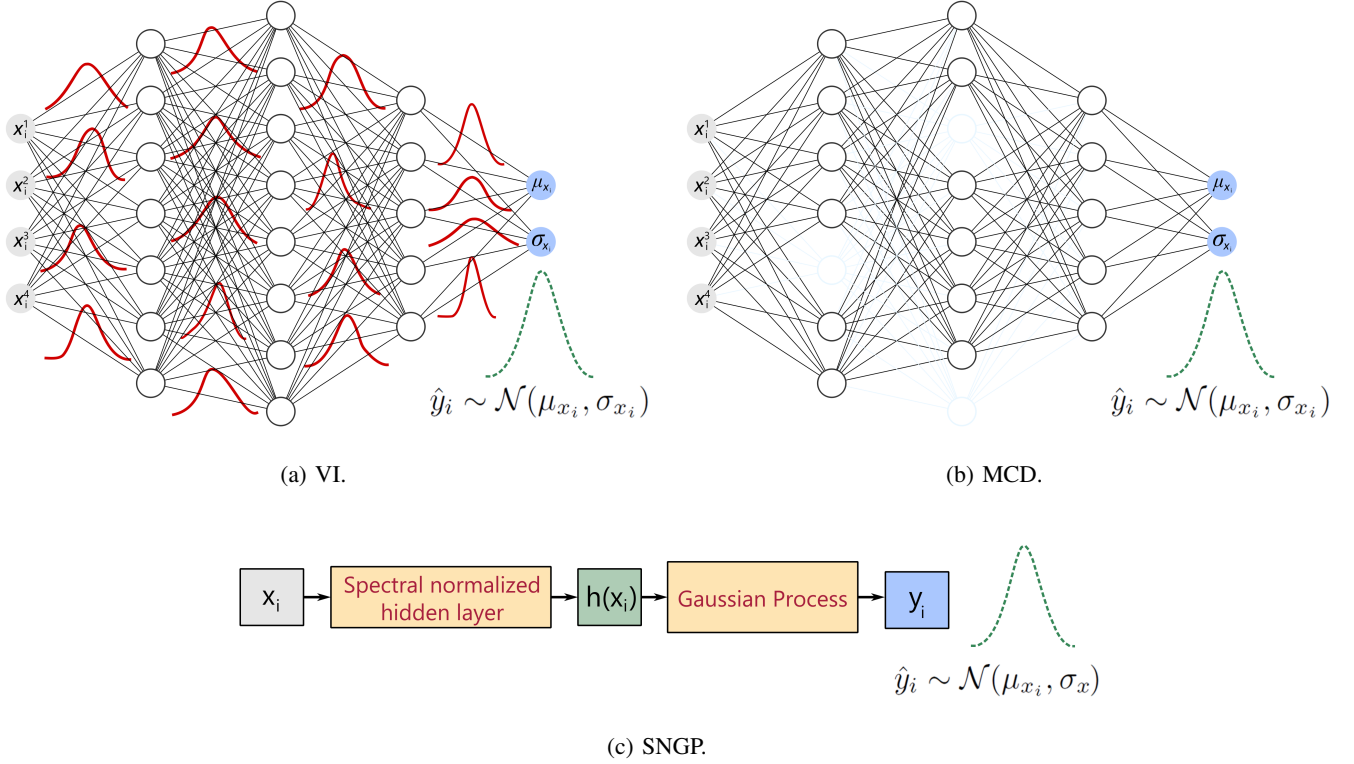 x_i^1
x_i^2
x_i^3
x_i^4
μ_{x_i}
σ_{x_i}
ŷ_i ∼ 𝒩(μ_{x_i}, σ_{x_i})
(a) VI.
x_i^1
x_i^2
x_i^3
x_i^4
μ_{x_i}
σ_{x_i}
ŷ_i ∼ 𝒩(μ_{x_i}, σ_{x_i})
(b) MCD.
x_i
Spectral normalized
hidden layer
h(x_i)
Gaussian Process
y_i
ŷ_i ∼ 𝒩(μ_{x_i}, σ_x)
(c) SNGP.